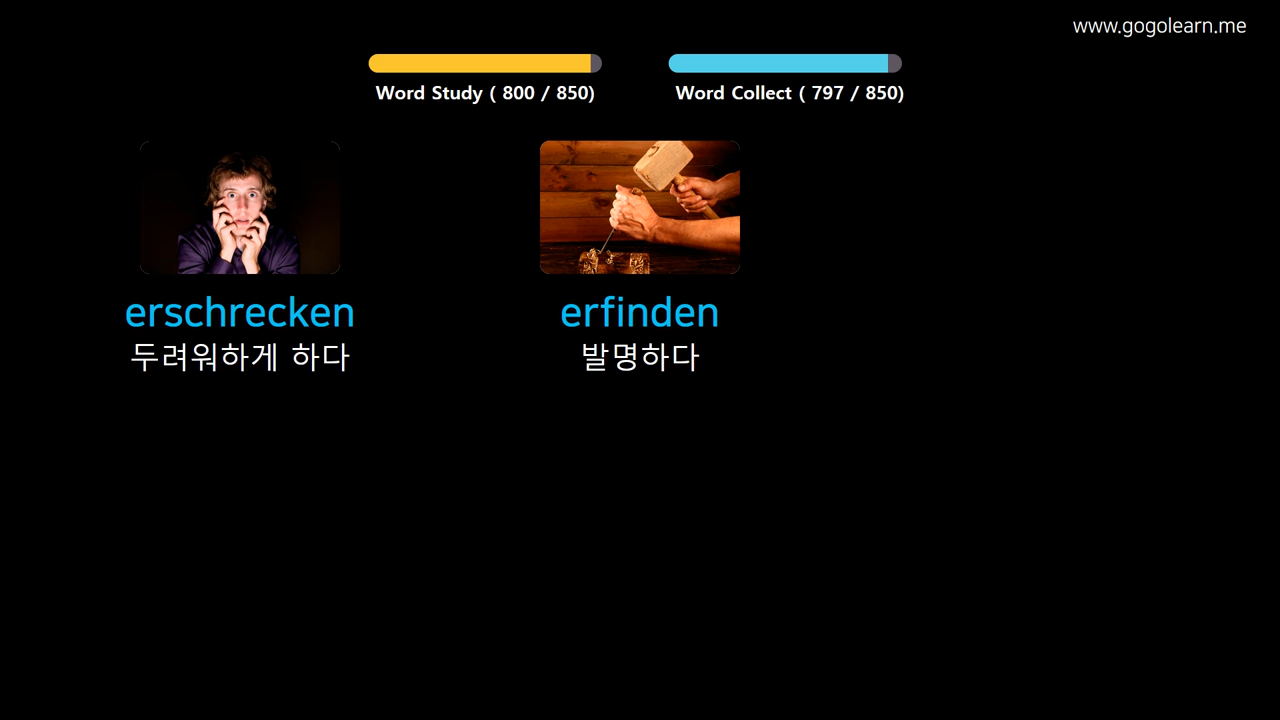 www.gogolearn.me
Word Study ( 800 / 850)
Word Collect ( 797 / 850)
erschrecken
두려워하게 하다
erfinden
발명하다